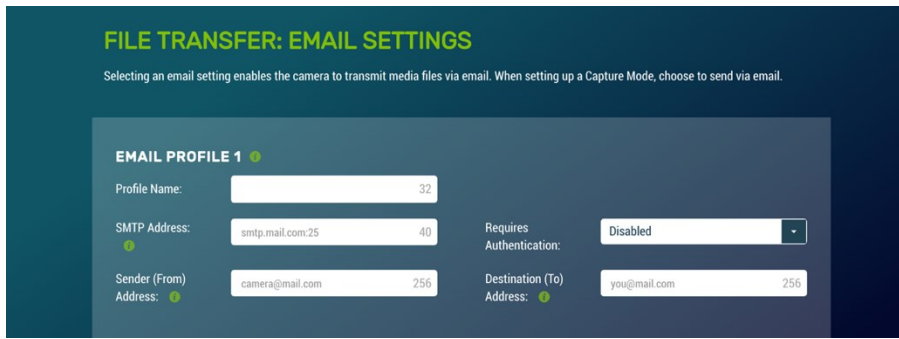 FILE TRANSFER: EMAIL SETTINGS
Selecting an email setting enables the camera to transmit media files via email. When setting up a Capture Mode, choose to send via email.
EMAIL PROFILE 1 i
Profile Name: 32
SMTP Address: i smtp.mail.com:25 40
Requires
Authentication: Disabled
Sender (From)
Address: i camera@mail.com 256
Destination (To)
Address: i you@mail.com 256